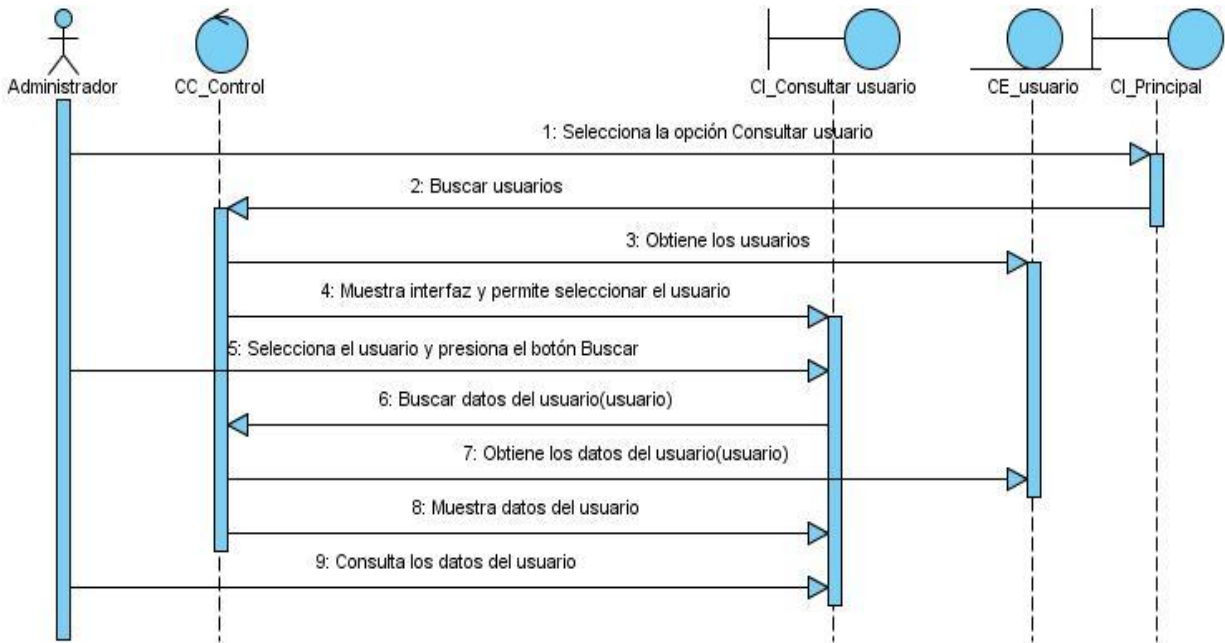 Administrador
CC_Control
CI_Consultar usuario
CE_usuario
CI_Principal
1: Selecciona la opción Consultar usuario
2: Buscar usuarios
3: Obtiene los usuarios
4: Muestra interfaz y permite seleccionar el usuario
5: Selecciona el usuario y presiona el botón Buscar
6: Buscar datos del usuario(usuario)
7: Obtiene los datos del usuario(usuario)
8: Muestra datos del usuario
9: Consulta los datos del usuario